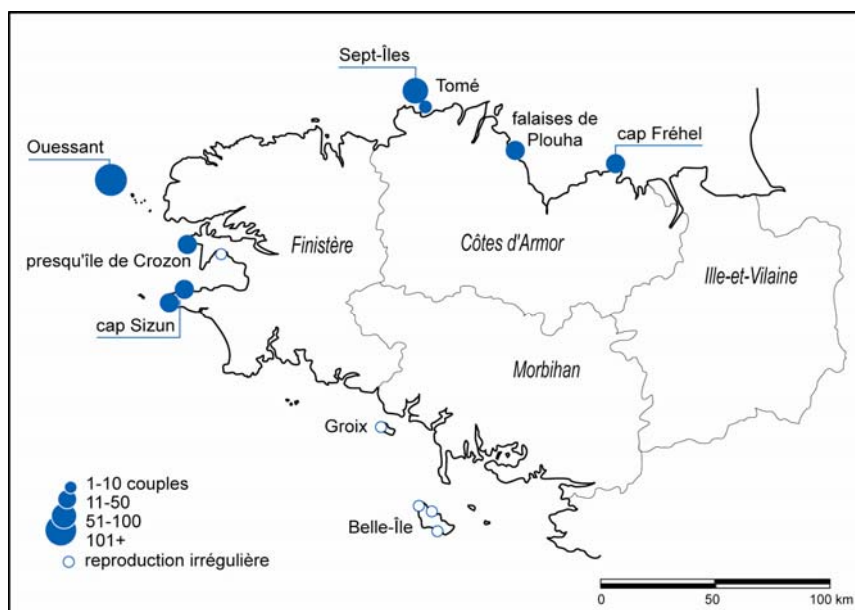 Sept-Îles
Tomé
falaises de
Plouha
cap Fréhel
Ouessant
Finistère
Côtes d'Armor
presqu'île de Crozon
Ille-et-Vilaine
cap Sizun
Morbihan
Groix
Belle-Île
1-10 couples
11-50
51-100
101+
reproduction irrégulière
0 50 100 km